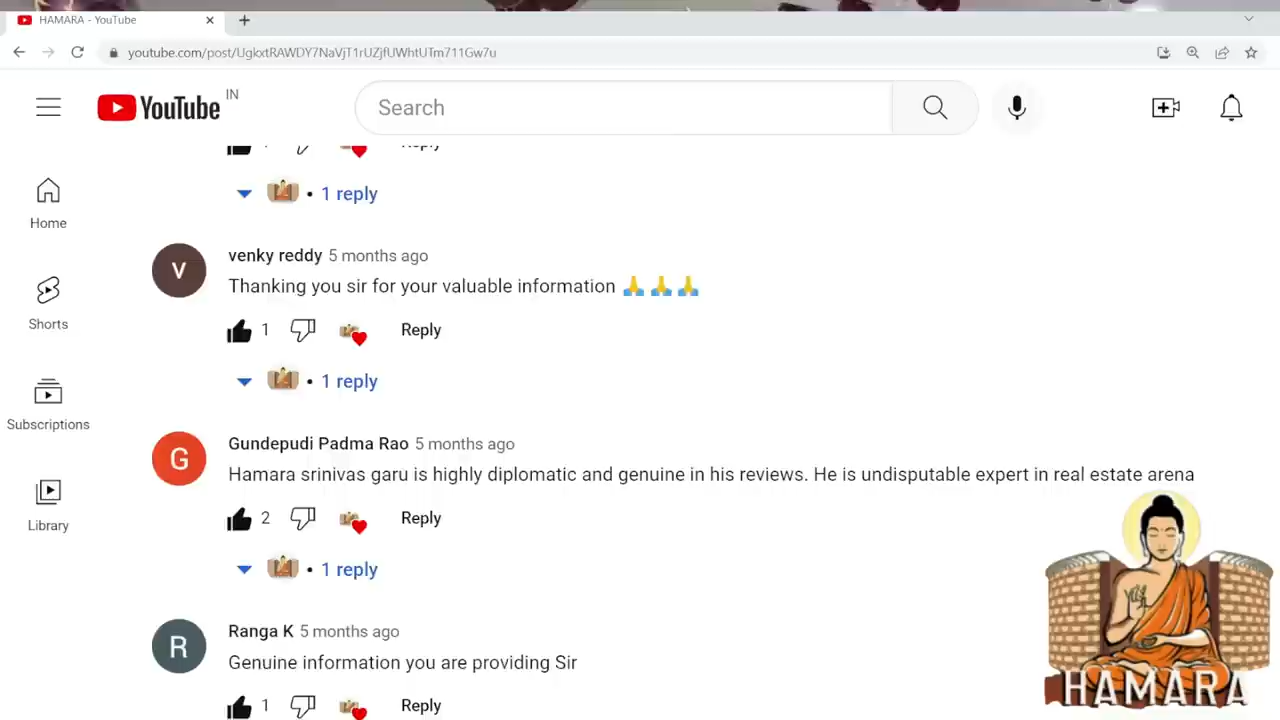 HAMARA - YouTube
youtube.com/post/UgkxtRAWDY7NaVjT1rUZjfUWhtUTm711Gw7u
YouTube IN
Search
Reply
1 reply
Home
venky reddy 5 months ago
Thanking you sir for your valuable information 🙏🙏🙏
Shorts
1 Reply
1 reply
Subscriptions
Gundepudi Padma Rao 5 months ago
Hamara srinivas garu is highly diplomatic and genuine in his reviews. He is undisputable expert in real estate arena
Library
2 Reply
1 reply
Ranga K 5 months ago
Genuine information you are providing Sir
1 Reply
HAMARA